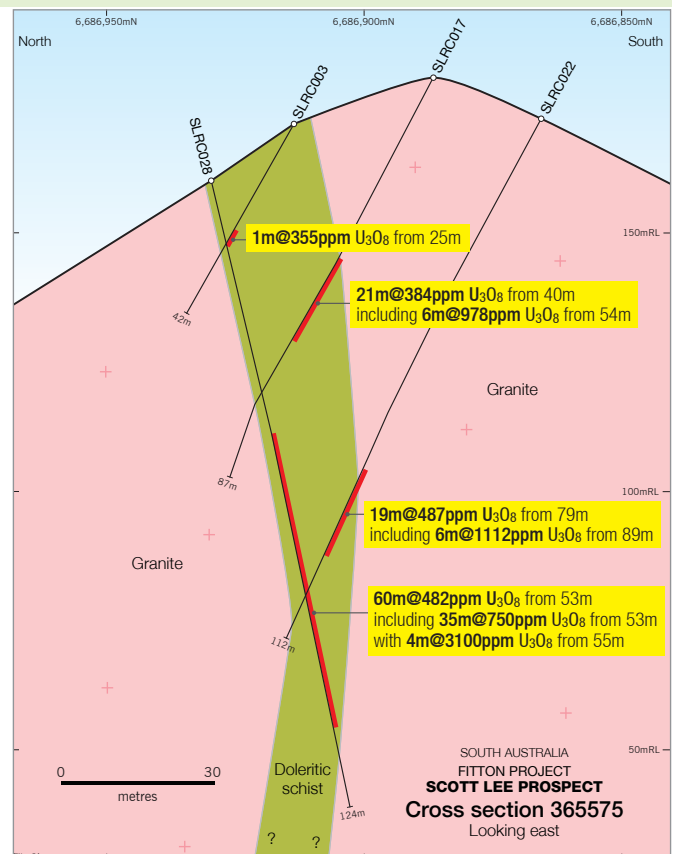 6,686,950mN
6,686,900mN
6,686,850mN
North
South
SLRC028
SLRC003
SLRC017
SLRC022
150mRL
1m@355ppm U₃O₈ from 25m
21m@384ppm U₃O₈ from 40m
including 6m@978ppm U₃O₈ from 54m
42m
Granite
87m
100mRL
19m@487ppm U₃O₈ from 79m
including 6m@1112ppm U₃O₈ from 89m
Granite
60m@482ppm U₃O₈ from 53m
including 35m@750ppm U₃O₈ from 53m
with 4m@3100ppm U₃O₈ from 55m
112m
50mRL
0
30
metres
Doleritic
schist
124m
? ?
SOUTH AUSTRALIA
FITTON PROJECT
SCOTT LEE PROSPECT
Cross section 365575
Looking east